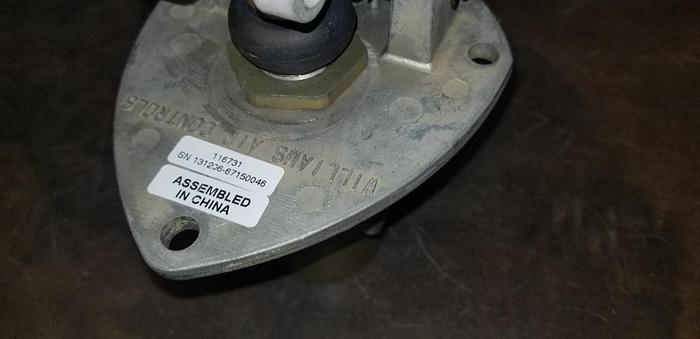 WILLIAMS AIR CONTROLS
116731
SN 131206-67150046
ASSEMBLED
IN CHINA